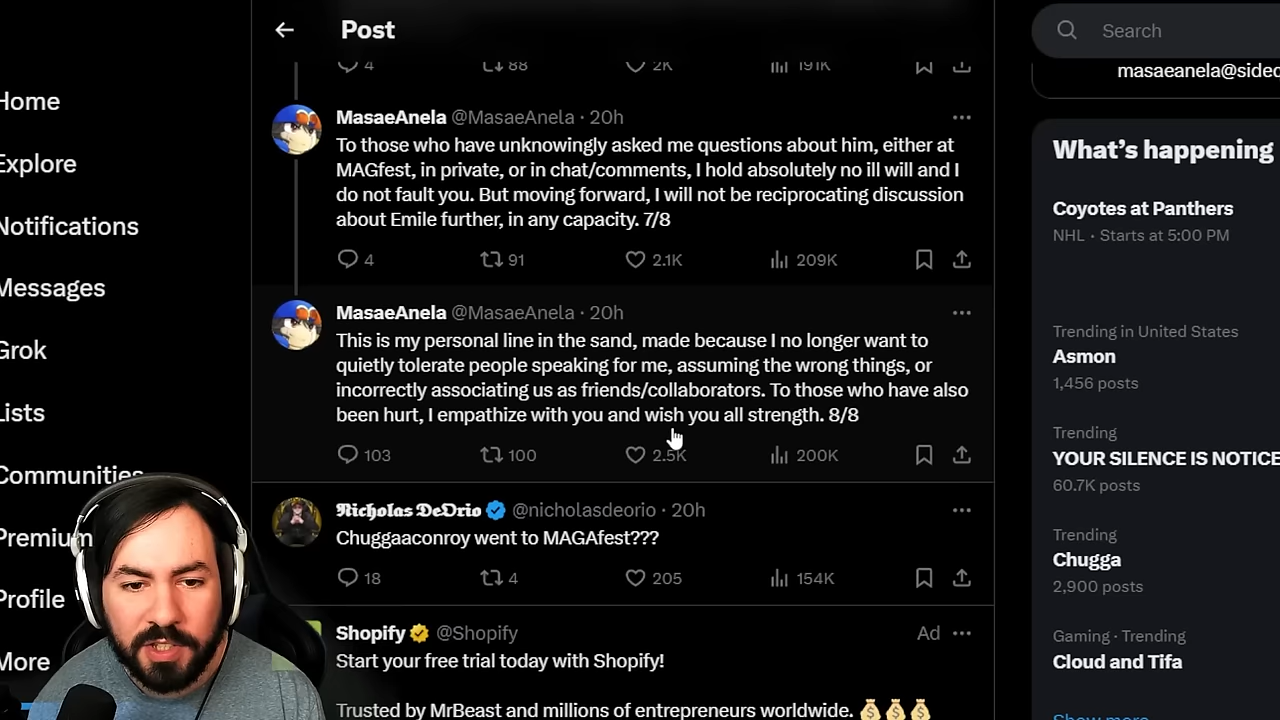 Post
Search
Home
Explore
Notifications
Messages
Grok
Lists
Communities
Premium
Profile
More
4
88
2K
191K
MasaeAnela @MasaeAnela · 20h
To those who have unknowingly asked me questions about him, either at
MAGfest, in private, or in chat/comments, I hold absolutely no ill will and I
do not fault you. But moving forward, I will not be reciprocating discussion
about Emile further, in any capacity. 7/8
4
91
2.1K
209K
MasaeAnela @MasaeAnela · 20h
This is my personal line in the sand, made because I no longer want to
quietly tolerate people speaking for me, assuming the wrong things, or
incorrectly associating us as friends/collaborators. To those who have also
been hurt, I empathize with you and wish you all strength. 8/8
103
100
2.5K
200K
𝕹𝖎𝖈𝖍𝖔𝖑𝖆𝖘 𝕯𝖊𝕺𝖗𝖎𝖔 @nicholasdeorio · 20h
Chuggaaconroy went to MAGAfest???
18
4
205
154K
Shopify @Shopify
Ad
Start your free trial today with Shopify!
Trusted by MrBeast and millions of entrepreneurs worldwide. 💰💰💰
masaeanela@sidec
What's happening
Coyotes at Panthers
NHL · Starts at 5:00 PM
Trending in United States
Asmon
1,456 posts
Trending
YOUR SILENCE IS NOTICE
60.7K posts
Trending
Chugga
2,900 posts
Gaming · Trending
Cloud and Tifa
Show more